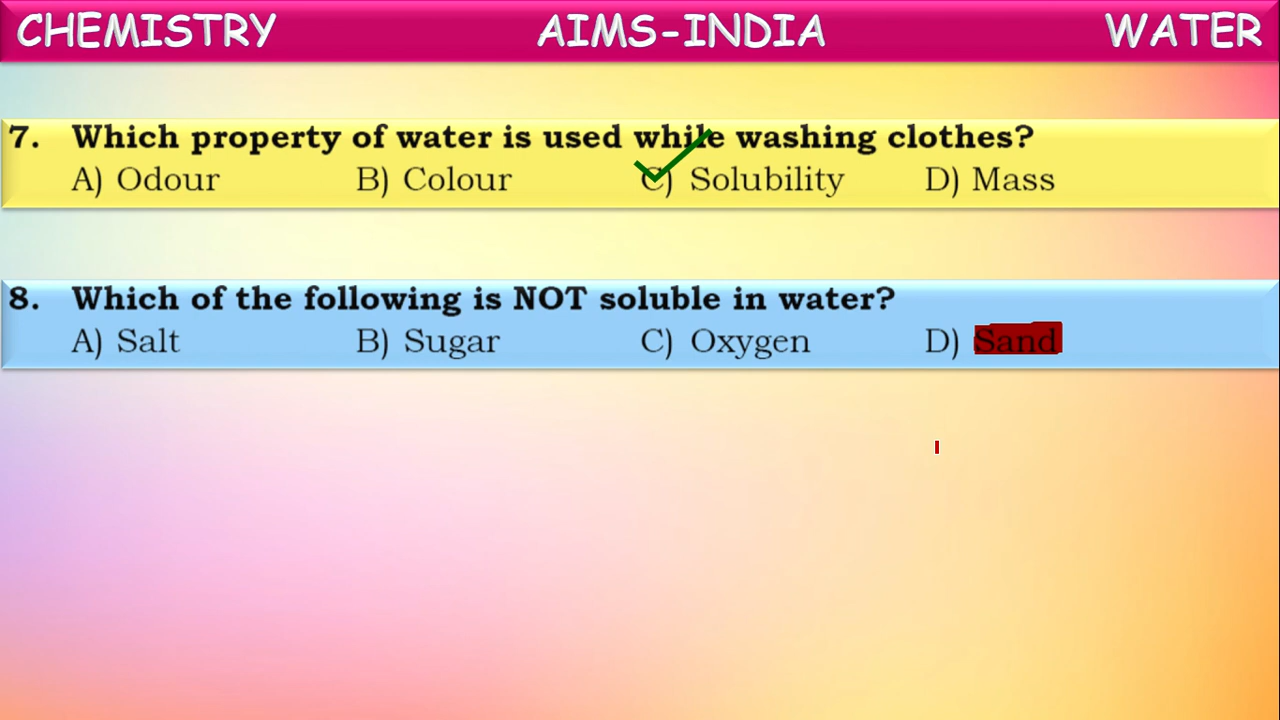 CHEMISTRY AIMS-INDIA WATER
7. Which property of water is used while washing clothes?
A) Odour B) Colour C) Solubility D) Mass
8. Which of the following is NOT soluble in water?
A) Salt B) Sugar C) Oxygen D) Sand